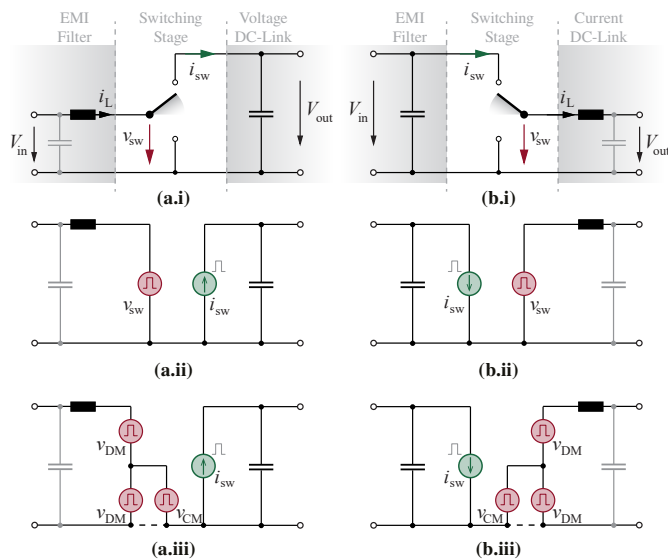 EMI Filter
Switching Stage
Voltage DC-Link
EMI Filter
Switching Stage
Current DC-Link
i_sw
i_L
V_in
v_sw
V_out
(a.i)
i_sw
i_L
V_in
v_sw
V_out
(b.i)
v_sw
i_sw
(a.ii)
i_sw
v_sw
(b.ii)
v_DM
i_sw
v_DM
v_CM
(a.iii)
v_DM
i_sw
v_CM
v_DM
(b.iii)